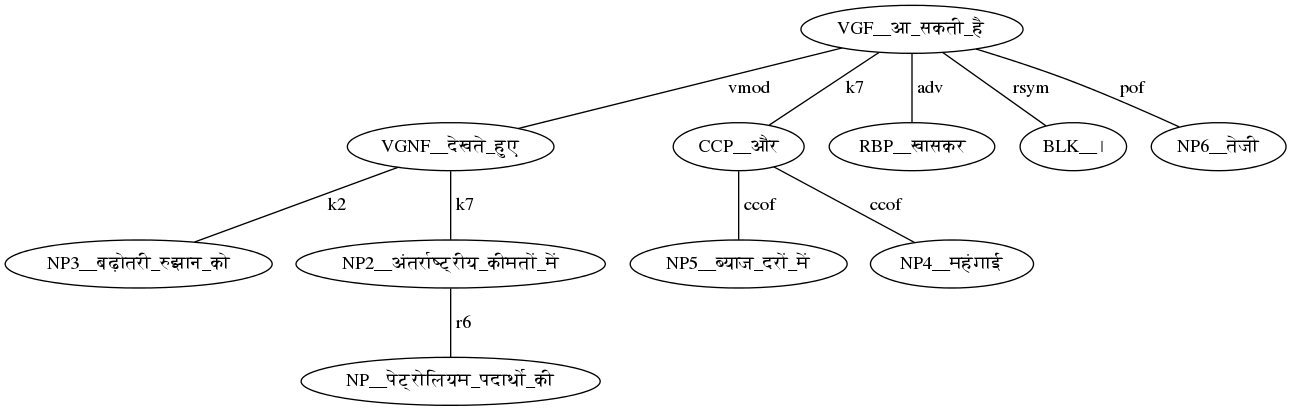 VGF__आ_सकती_है
vmod k7 adv rsym pof
VGNF__देखते_हुए CCP__और RBP__खासकर BLK__। NP6__तेजी
k2 k7 ccof ccof
NP3__बढ़ोतरी_रुझान_को NP2__अंतर्राष्ट्रीय_कीमतों_में NP5__ब्याज_दरों_में NP4__महंगाई
r6
NP__पेट्रोलियम_पदार्थो_की